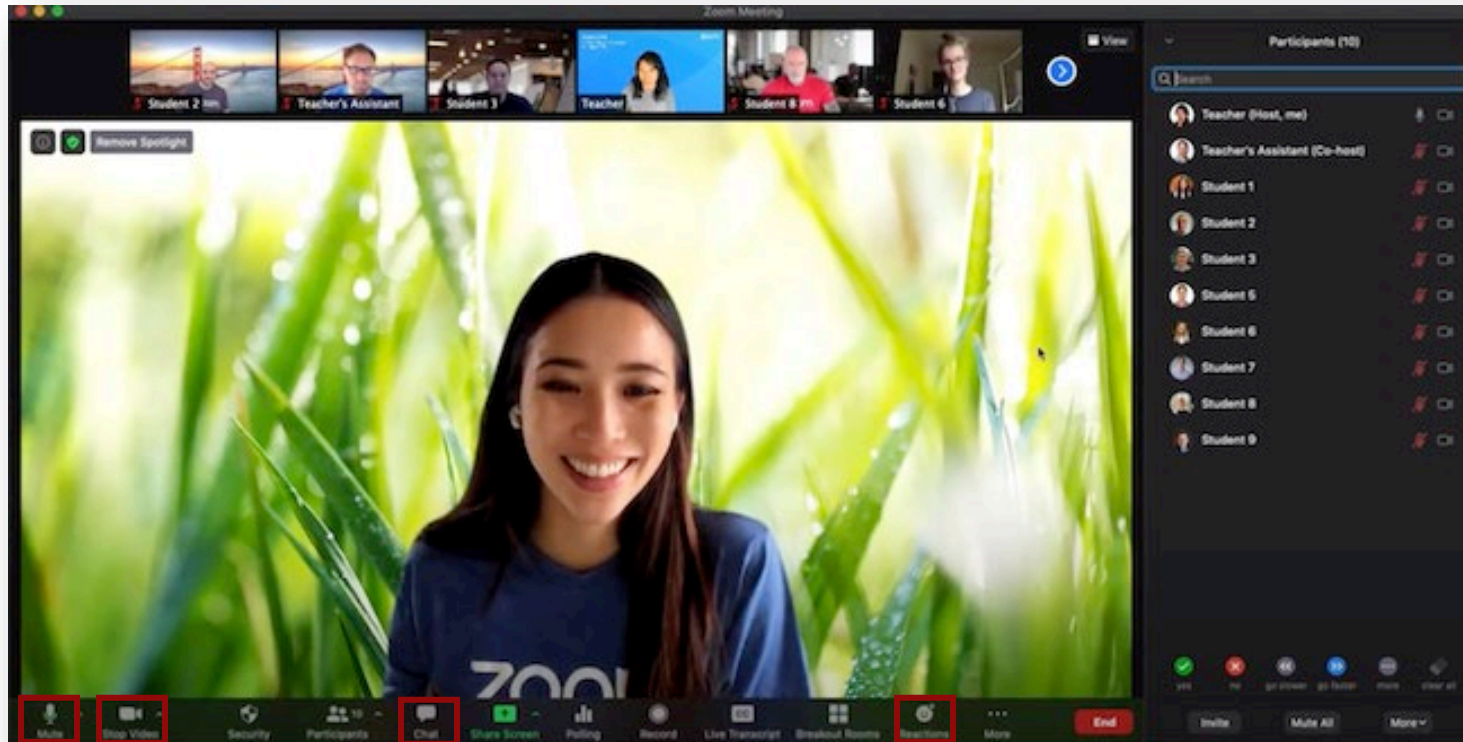 Zoom Meeting
Student 2
Teacher's Assistant
Student 3
Teacher
Student 8
Student 6
View
Participants (10)
Search
Remove Spotlight
Teacher (Host, me)
Teacher's Assistant (Co-host)
Student 1
Student 2
Student 3
Student 5
Student 6
Student 7
Student 8
Student 9
yes no go slower go faster more clear all
Mute Stop Video Security Participants 10 Chat Share Screen Polling Record CC Live Transcript Breakout Rooms Reactions More End
Invite Mute All More